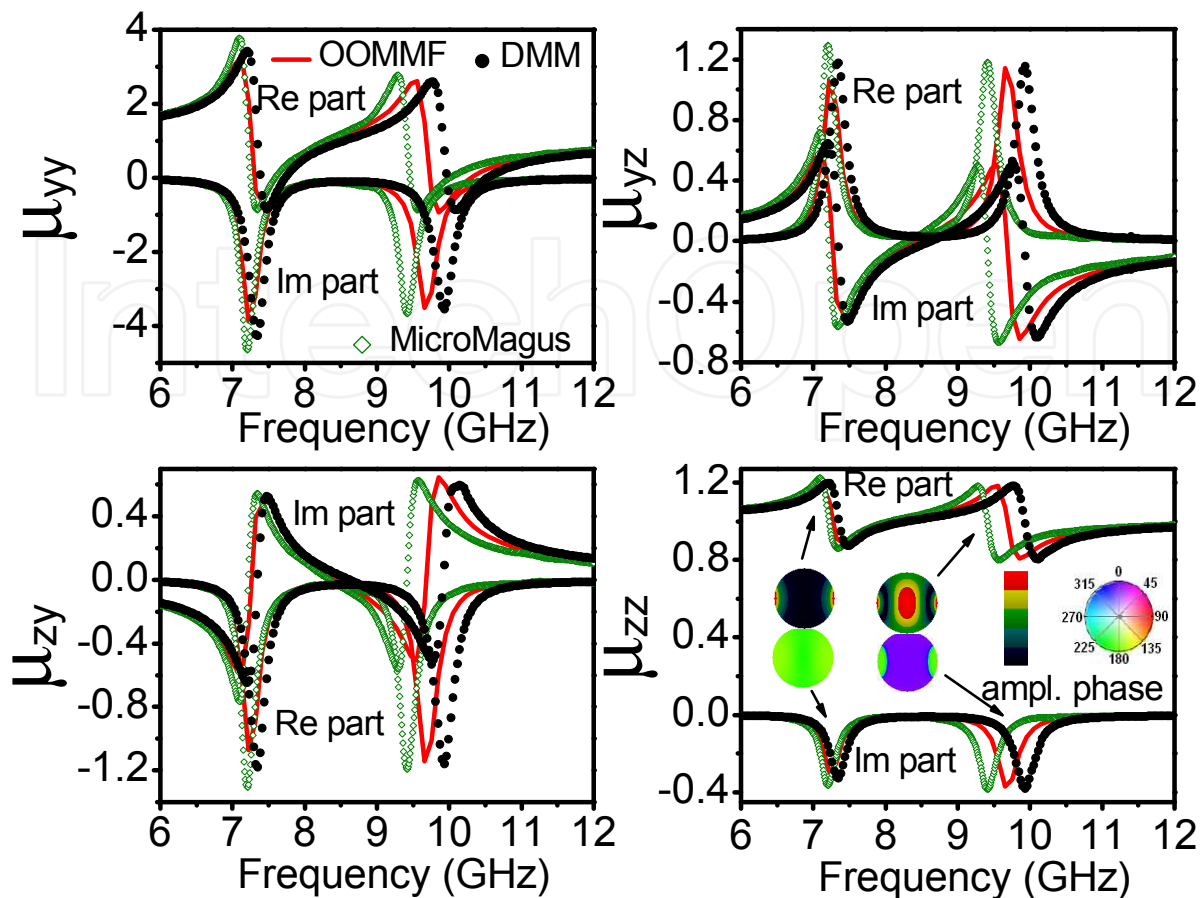 4
2
0
-2
-4
μyy
OOMMF
DMM
Re part
Im part
MicroMagus
6 7 8 9 10 11 12
Frequency (GHz)
1.2
0.8
0.4
0.0
-0.4
-0.8
μyz
Re part
Im part
6 7 8 9 10 11 12
Frequency (GHz)
IntechOpen
0.4
0.0
-0.4
-0.8
-1.2
μzy
Im part
Re part
6 7 8 9 10 11 12
Frequency (GHz)
1.2
0.8
0.4
0.0
-0.4
μzz
Re part
0
45
90
135
180
225
270
315
ampl. phase
Im part
6 7 8 9 10 11 12
Frequency (GHz)